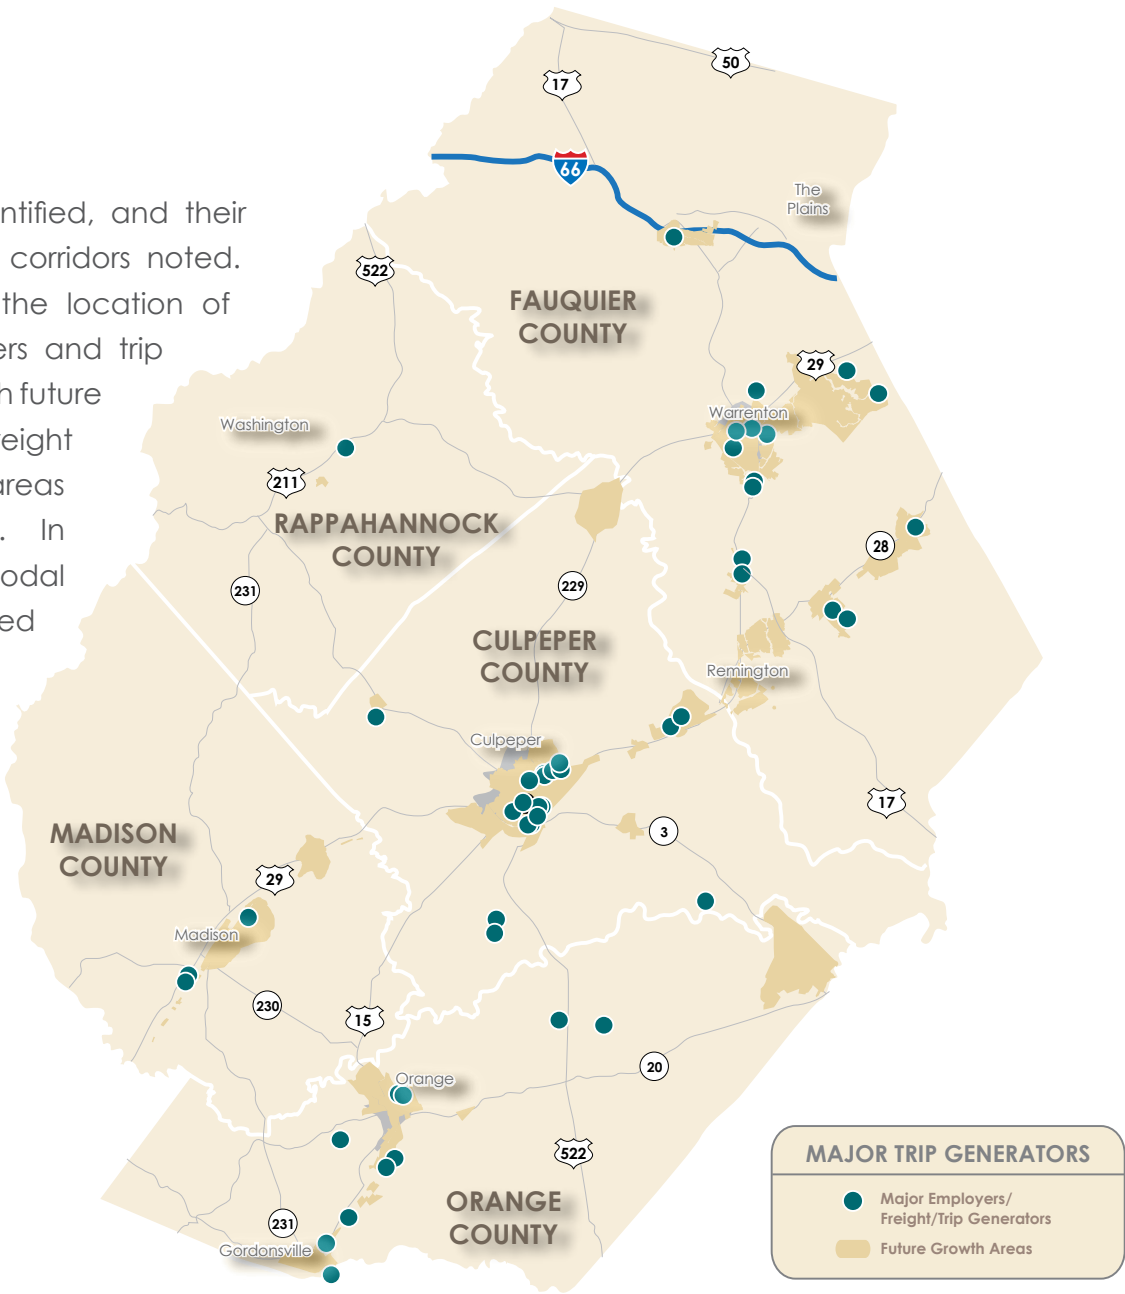 50
17
66
The
Plains
ntified, and their
corridors noted.
the location of
ers and trip
future
eight
areas
. In
odal
ed
522
FAUQUIER
COUNTY
29
Washington
Warrenton
211
RAPPAHANNOCK
COUNTY
28
231
229
CULPEPER
COUNTY
Remington
Culpeper
17
MADISON
COUNTY
3
29
Madison
230
15
20
Orange
522
ORANGE
COUNTY
231
Gordonsville
MAJOR TRIP GENERATORS
Major Employers/
Freight/Trip Generators
Future Growth Areas